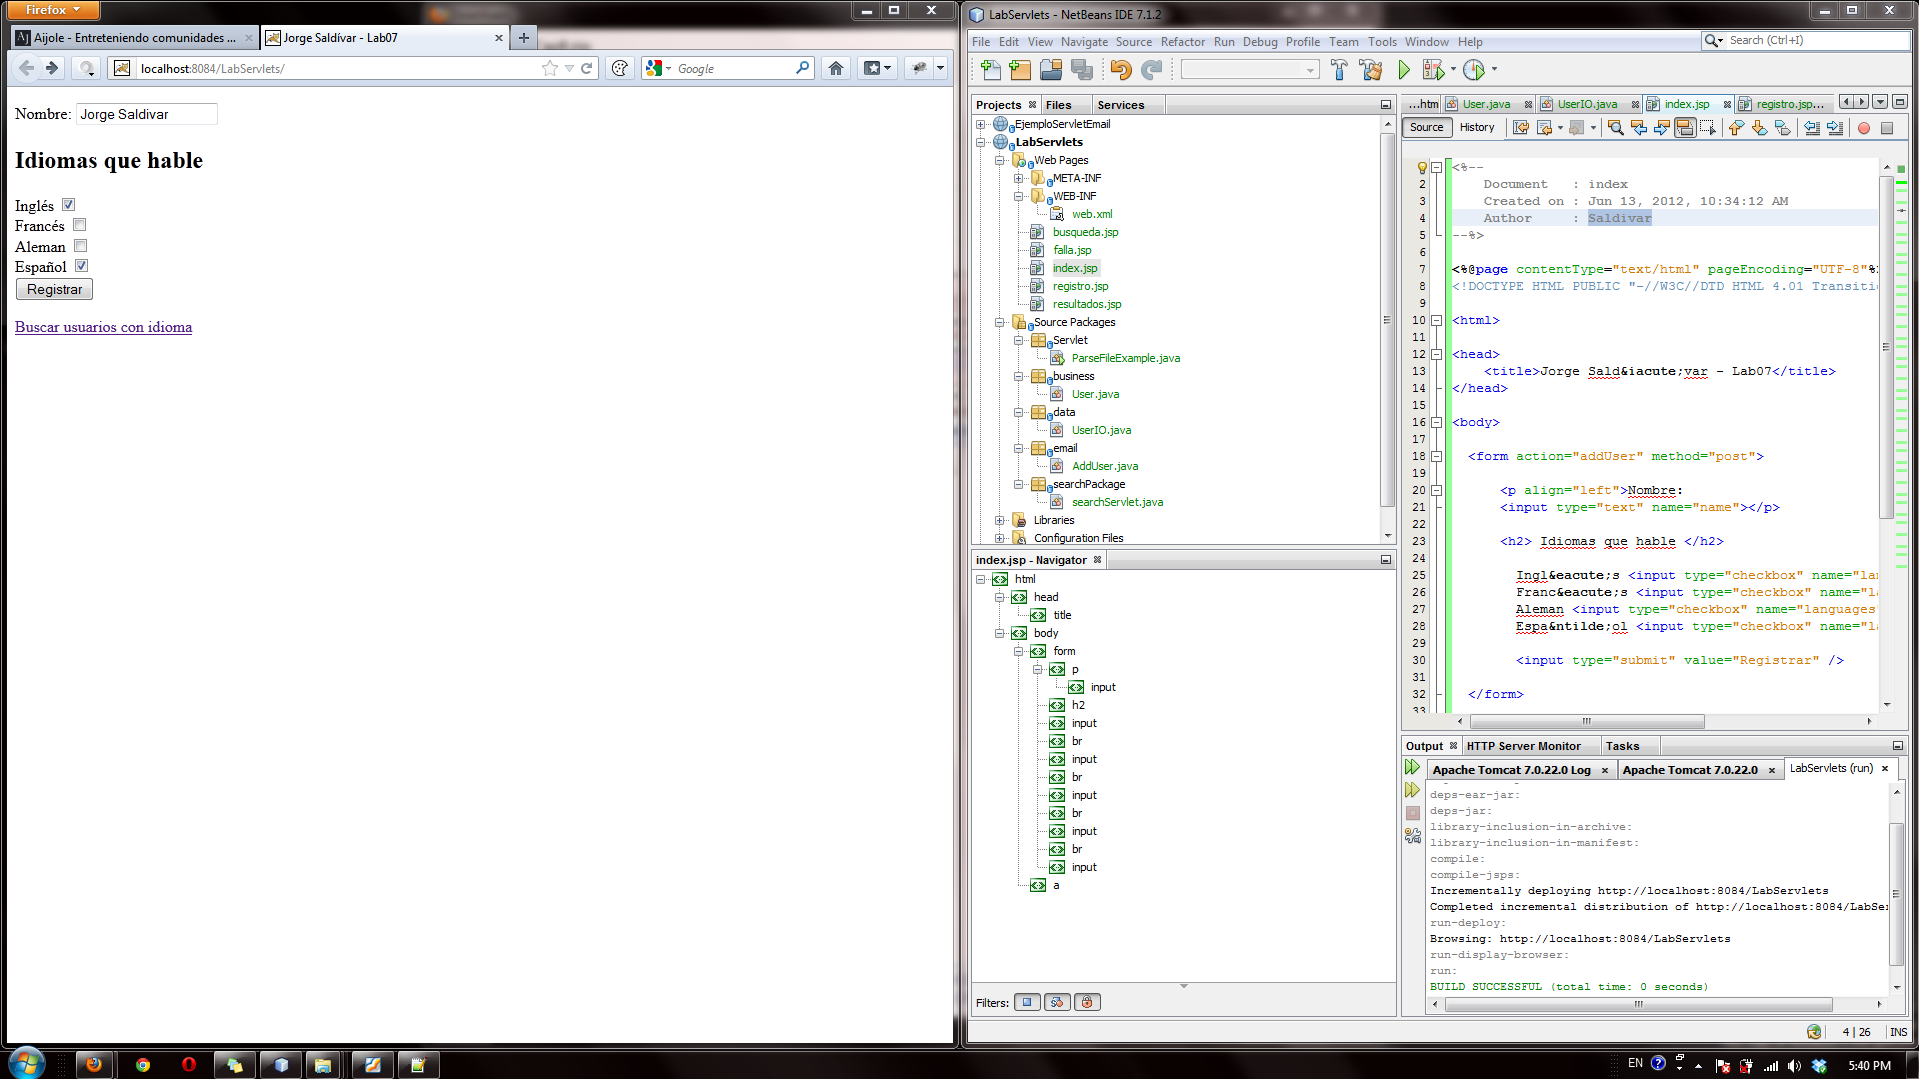 Firefox
Aijole - Entreteniendo comunidades ...
Jorge Saldívar - Lab07
localhost:8084/LabServlets/
Google
Nombre: Jorge Saldivar
Idiomas que hable
Inglés
Francés
Aleman
Español
Registrar
Buscar usuarios con idioma
LabServlets - NetBeans IDE 7.1.2
File Edit View Navigate Source Refactor Run Debug Profile Team Tools Window Help
Search (Ctrl+I)
Projects Files Services
EjemploServletEmail
LabServlets
Web Pages
META-INF
WEB-INF
web.xml
busqueda.jsp
falla.jsp
index.jsp
registro.jsp
resultados.jsp
Source Packages
Servlet
ParseFileExample.java
business
User.java
data
UserIO.java
email
AddUser.java
searchPackage
searchServlet.java
Libraries
Configuration Files
index.jsp - Navigator
html
head
title
body
form
p
input
h2
input
br
input
br
input
br
input
br
input
a
Filters:
...htm User.java UserIO.java index.jsp registro.jsp...
Source History
<%--
2 Document : index
3 Created on : Jun 13, 2012, 10:34:12 AM
4 Author : Saldivar
5 --%>
6
7 <%@page contentType="text/html" pageEncoding="UTF-8"%
8 <!DOCTYPE HTML PUBLIC "-//W3C//DTD HTML 4.01 Transiti
9
10 <html>
11
12 <head>
13 <title>Jorge Sald&iacute;var - Lab07</title>
14 </head>
15
16 <body>
17
18 <form action="addUser" method="post">
19
20 <p align="left">Nombre:
21 <input type="text" name="name"></p>
22
23 <h2> Idiomas que hable </h2>
24
25 Ingl&eacute;s <input type="checkbox" name="la
26 Franc&eacute;s <input type="checkbox" name="l
27 Aleman <input type="checkbox" name="languages
28 Espa&ntilde;ol <input type="checkbox" name="l
29
30 <input type="submit" value="Registrar" />
31
32 </form>
33
Output HTTP Server Monitor Tasks
Apache Tomcat 7.0.22.0 Log Apache Tomcat 7.0.22.0 LabServlets (run)
deps-ear-jar:
deps-jar:
library-inclusion-in-archive:
library-inclusion-in-manifest:
compile:
compile-jsps:
Incrementally deploying http://localhost:8084/LabServlets
Completed incremental distribution of http://localhost:8084/LabSe
run-deploy:
Browsing: http://localhost:8084/LabServlets
run-display-browser:
run:
BUILD SUCCESSFUL (total time: 0 seconds)
4 | 26 INS
EN 5:40 PM